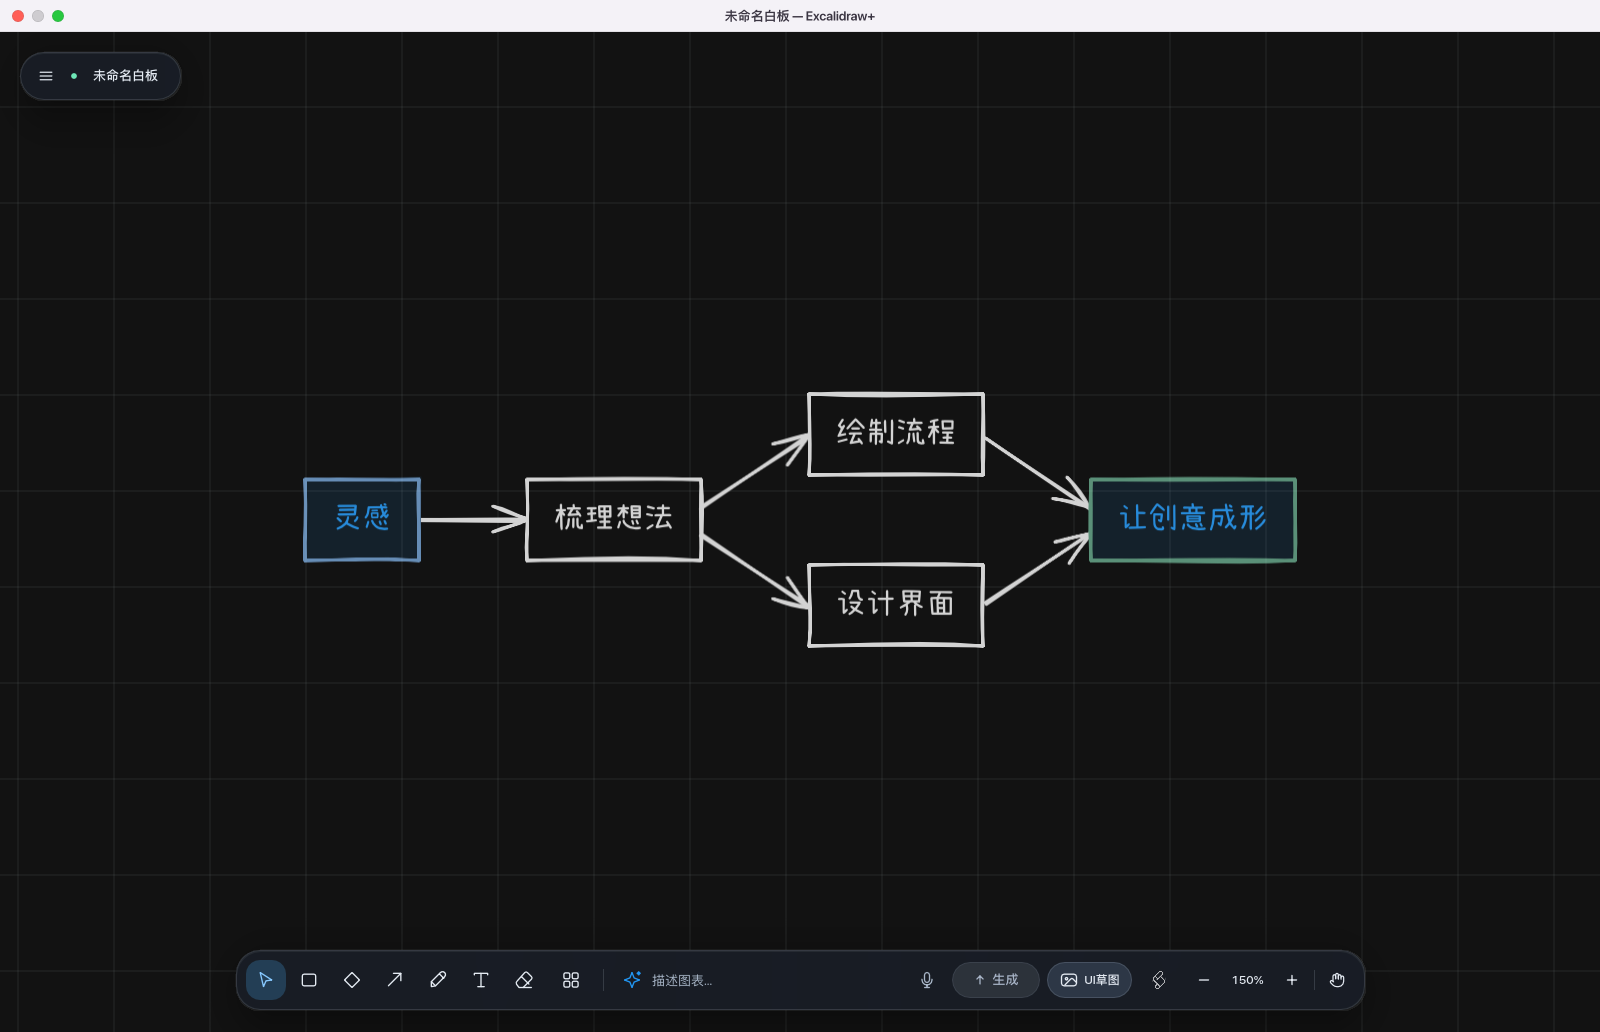 未命名白板 — Excalidraw+
未命名白板
灵感
梳理想法
绘制流程
设计界面
让创意成形
描述图表...
生成
UI草图
150%